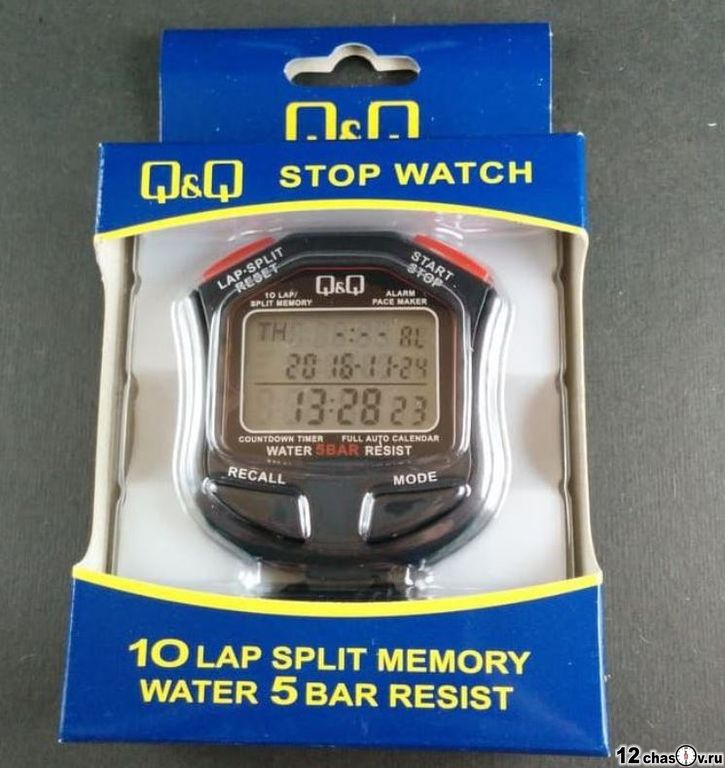 Q&Q
Q&Q STOP WATCH
LAP-SPLIT
RESET
START
STOP
10 LAP/
SPLIT MEMORY
Q&Q
ALARM
PACE MAKER
TH -:-- AL
2016-11-24
13:28 23
COUNTDOWN TIMER FULL AUTO CALENDAR
WATER 5BAR RESIST
RECALL
MODE
10 LAP SPLIT MEMORY
WATER 5 BAR RESIST
12chasov.ru